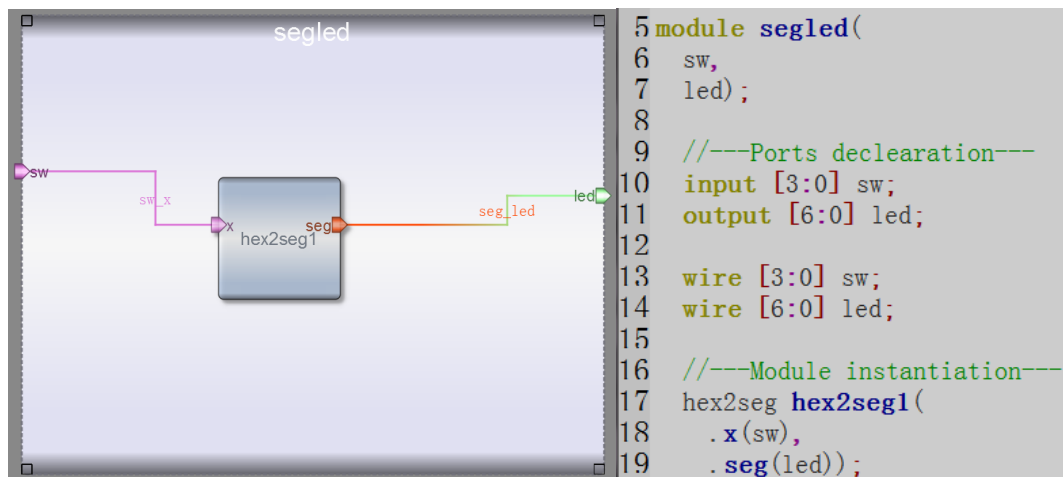 segled
sw
sw_x
x
seg
hex2seg1
seg_led
led
5 module segled(
6 sw,
7 led);
8
9 //---Ports declearation---
10 input [3:0] sw;
11 output [6:0] led;
12
13 wire [3:0] sw;
14 wire [6:0] led;
15
16 //---Module instantiation---
17 hex2seg hex2seg1(
18 .x(sw),
19 .seg(led));